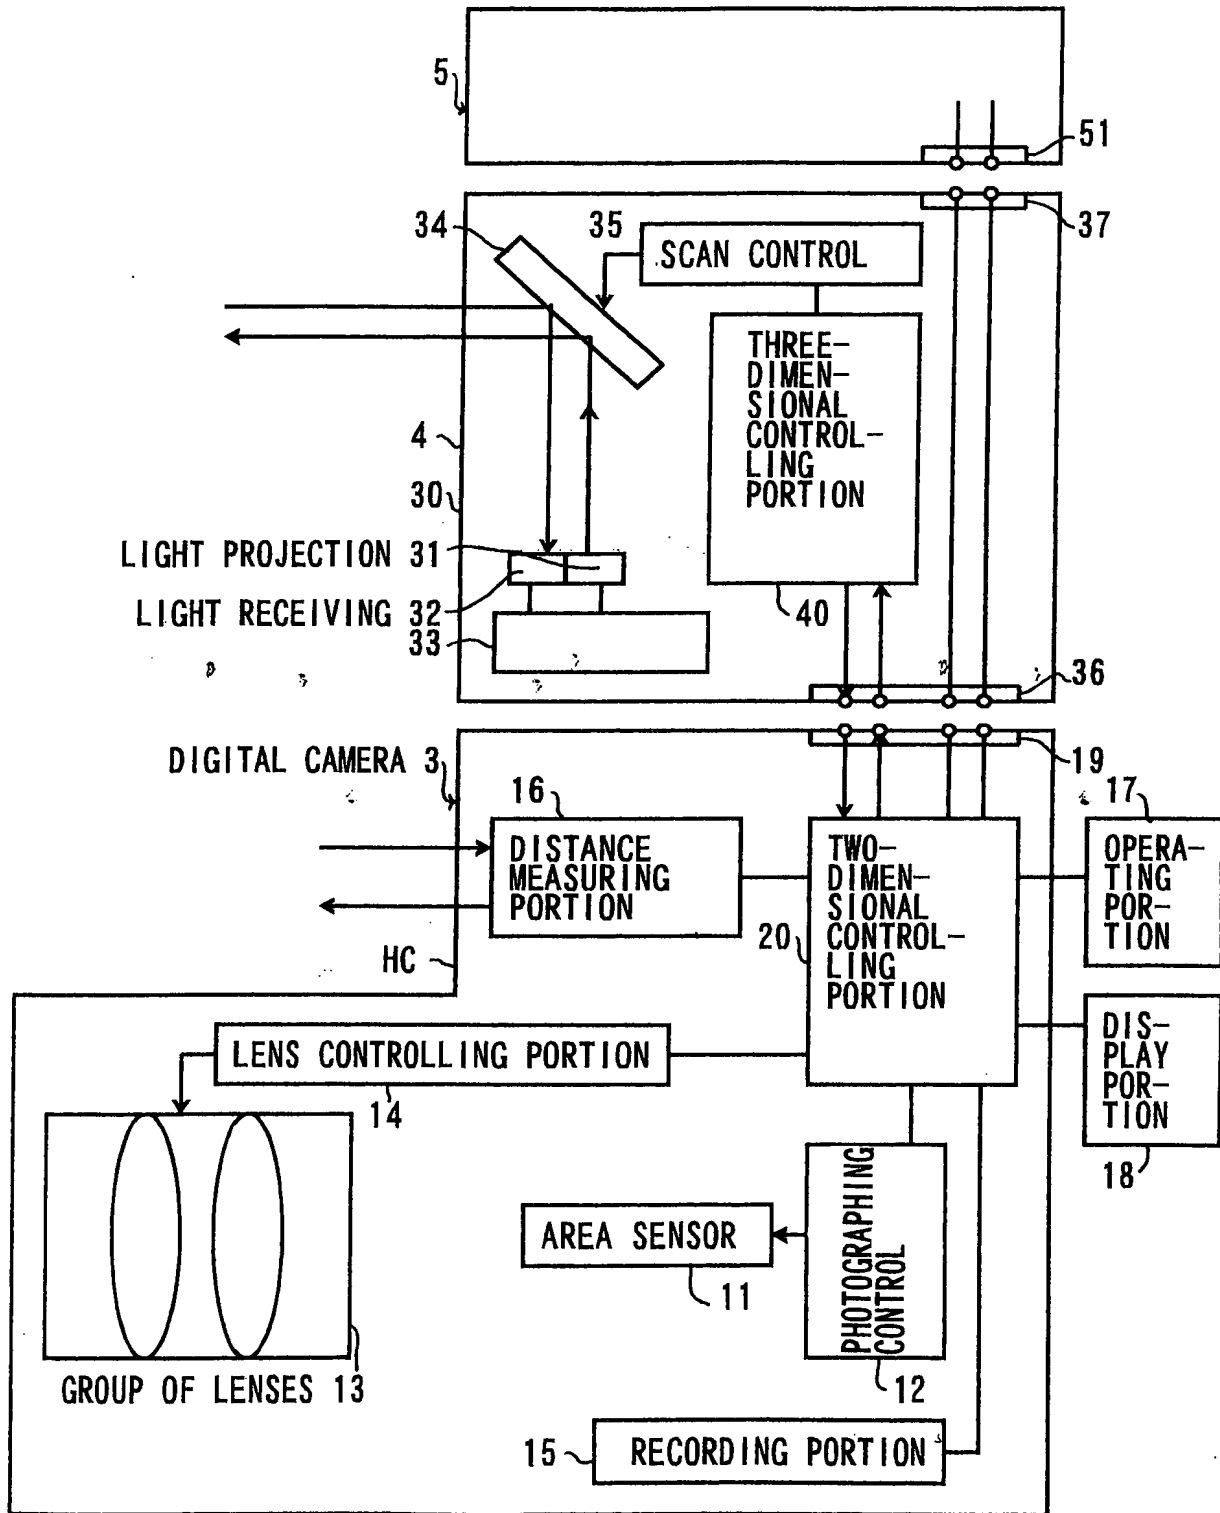 5
51
37
34
35
SCAN CONTROL
THREE-
DIMEN-
SIONAL
CONTROL-
LING
PORTION
4
30
LIGHT PROJECTION 31
LIGHT RECEIVING 32
33
40
36
DIGITAL CAMERA 3
19
16
17
DISTANCE
MEASURING
PORTION
TWO-
DIMEN-
SIONAL
CONTROL-
LING
PORTION
OPERA-
TING
POR-
TION
20
HC
LENS CONTROLLING PORTION
14
DIS-
PLAY
POR-
TION
18
PHOTOGRAPHING
CONTROL
AREA SENSOR
11
12
GROUP OF LENSES 13
15
RECORDING PORTION